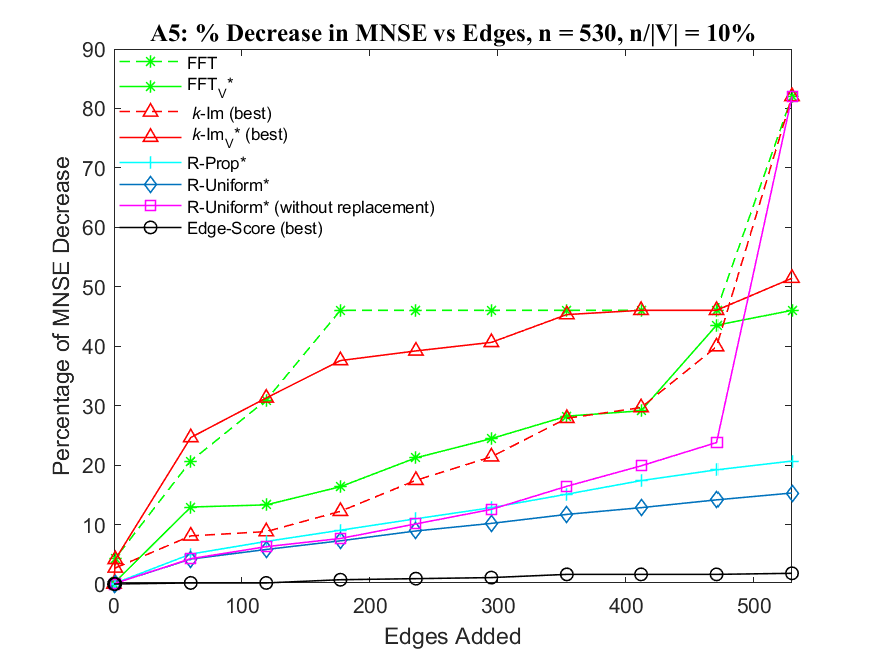 A5: % Decrease in MNSE vs Edges, n = 530, n/|V| = 10%
90
80
70
60
50
40
30
20
10
0
Percentage of MNSE Decrease
FFT
FFT_V*
k-Im (best)
k-Im_V* (best)
R-Prop*
R-Uniform*
R-Uniform* (without replacement)
Edge-Score (best)
0 100 200 300 400 500
Edges Added